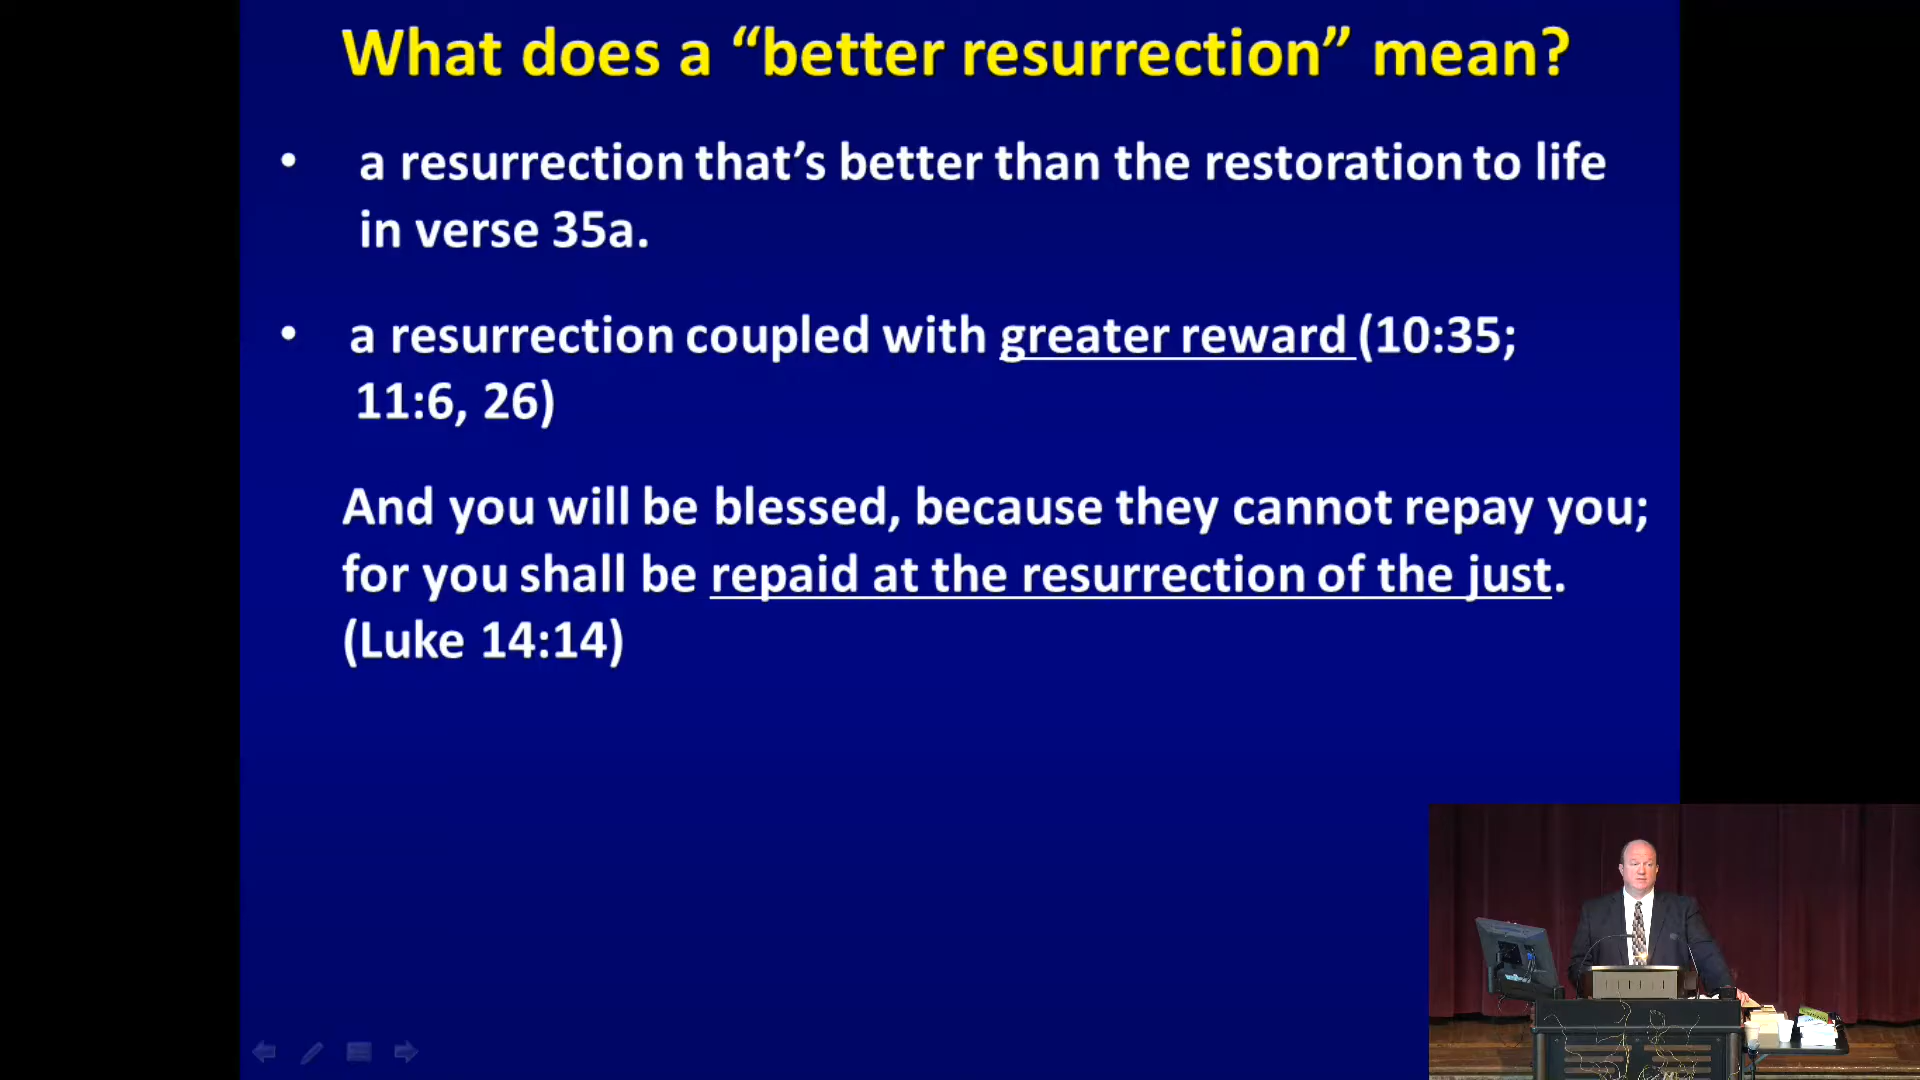 What does a “better resurrection” mean?
• a resurrection that’s better than the restoration to life
in verse 35a.
• a resurrection coupled with greater reward (10:35;
11:6, 26)
And you will be blessed, because they cannot repay you;
for you shall be repaid at the resurrection of the just.
(Luke 14:14)